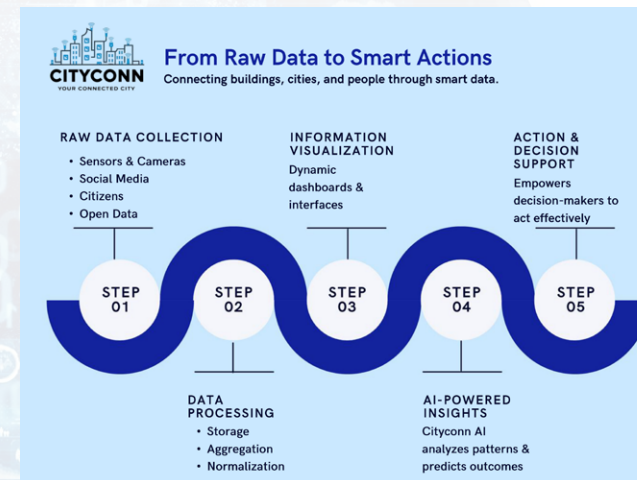 CITYCONN
YOUR CONNECTED CITY
From Raw Data to Smart Actions
Connecting buildings, cities, and people through smart data.
RAW DATA COLLECTION
• Sensors & Cameras
• Social Media
• Citizens
• Open Data
INFORMATION
VISUALIZATION
Dynamic
dashboards &
interfaces
ACTION &
DECISION
SUPPORT
Empowers
decision-makers to
act effectively
STEP
01
STEP
02
STEP
03
STEP
04
STEP
05
DATA
PROCESSING
• Storage
• Aggregation
• Normalization
AI-POWERED
INSIGHTS
Cityconn AI
analyzes patterns &
predicts outcomes